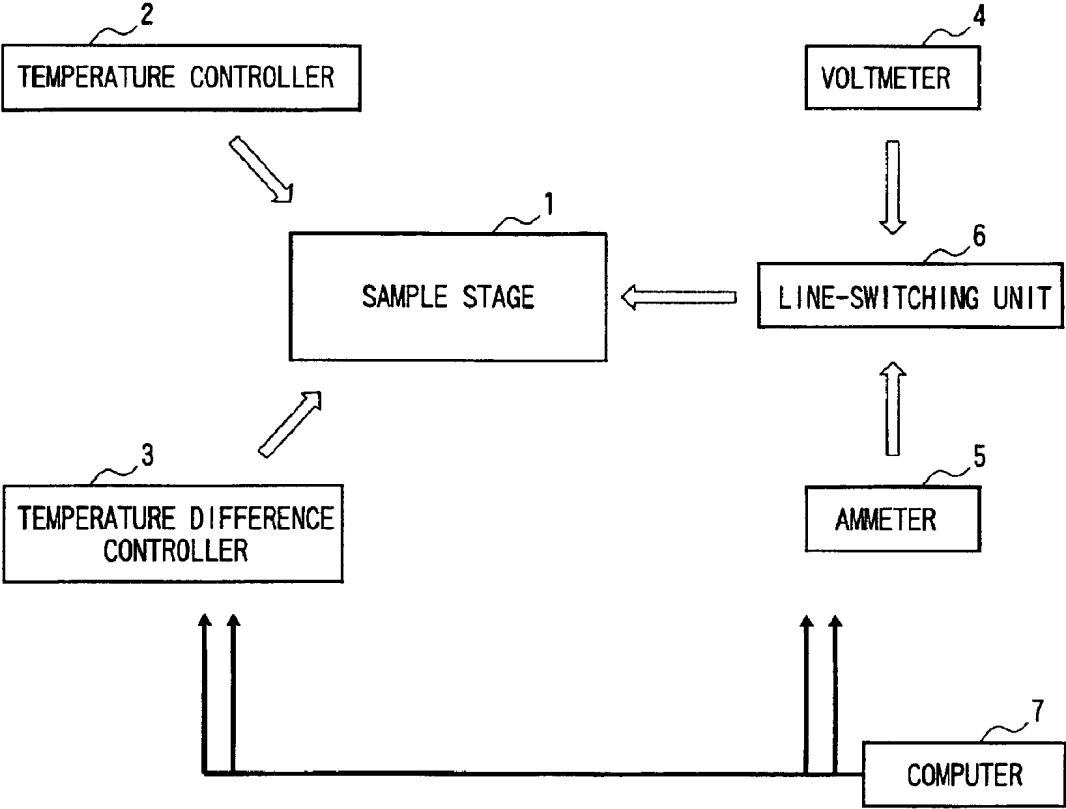 2
TEMPERATURE CONTROLLER
4
VOLTMETER
1
SAMPLE STAGE
6
LINE-SWITCHING UNIT
3
TEMPERATURE DIFFERENCE
CONTROLLER
5
AMMETER
7
COMPUTER